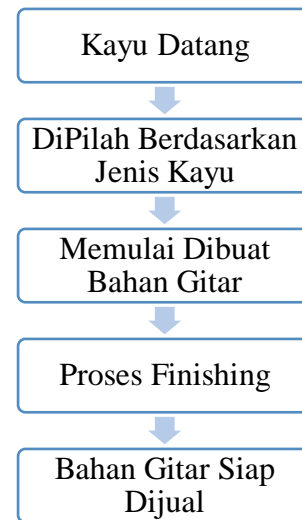 Kayu Datang
DiPilah Berdasarkan
Jenis Kayu
Memulai Dibuat
Bahan Gitar
Proses Finishing
Bahan Gitar Siap
Dijual